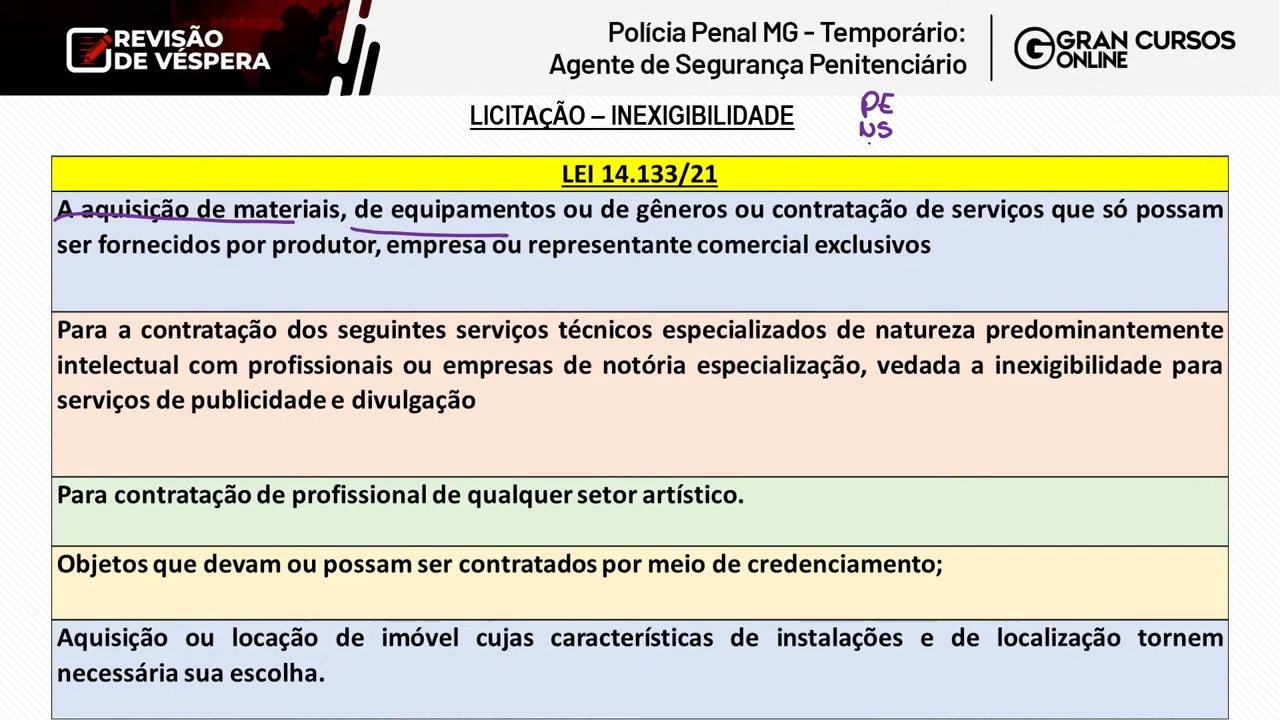 REVISÃO
DE VÉSPERA
Polícia Penal MG - Temporário:
Agente de Segurança Penitenciário
GRAN CURSOS
ONLINE
LICITAÇÃO – INEXIGIBILIDADE
PE
NS
LEI 14.133/21
A aquisição de materiais, de equipamentos ou de gêneros ou contratação de serviços que só possam
ser fornecidos por produtor, empresa ou representante comercial exclusivos
Para a contratação dos seguintes serviços técnicos especializados de natureza predominantemente
intelectual com profissionais ou empresas de notória especialização, vedada a inexigibilidade para
serviços de publicidade e divulgação
Para contratação de profissional de qualquer setor artístico.
Objetos que devam ou possam ser contratados por meio de credenciamento;
Aquisição ou locação de imóvel cujas características de instalações e de localização tornem
necessária sua escolha.